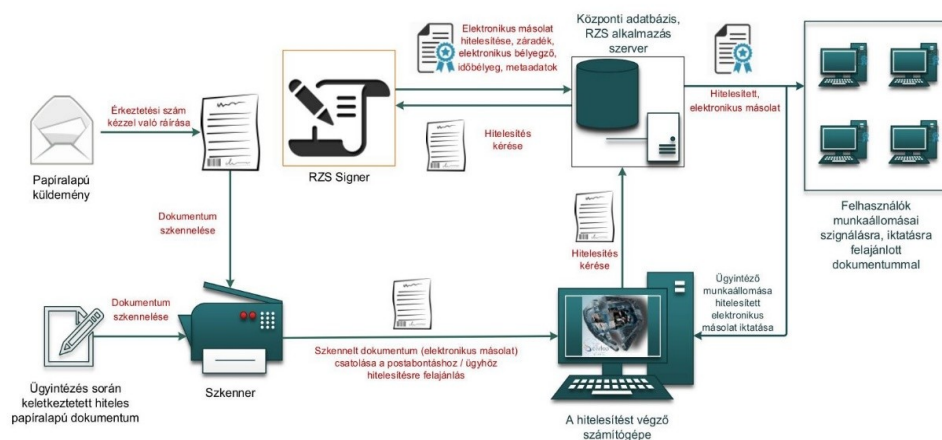 Elektronikus másolat
hitelesítése, záradék,
elektronikus bélyegző,
időbélyeg, metaadatok
Központi adatbázis,
RZS alkalmazás
szerver
Érkeztetési szám
kézzel való ráírása
Hitelesített,
elektronikus másolat
Hitelesítés
kérése
Papíralapú
küldemény
RZS Signer
Felhasználók
munkaállomásai
szignálásra, iktatásra
felajánlott
dokumentummal
Dokumentum
szkennelése
Hitelesítés
kérése
Ügyintéző
munkaállomása
hitelesített
elektronikus
másolat iktatása
Dokumentum
szkennelése
Szkennelt dokumentum (elektronikus másolat)
csatolása a postabontáshoz / ügyhöz
hitelesítésre felajánlás
Ügyintézés során
keletkeztetett hiteles
papíralapú dokumentum
Szkenner
A hitelesítést végző
számítógépe